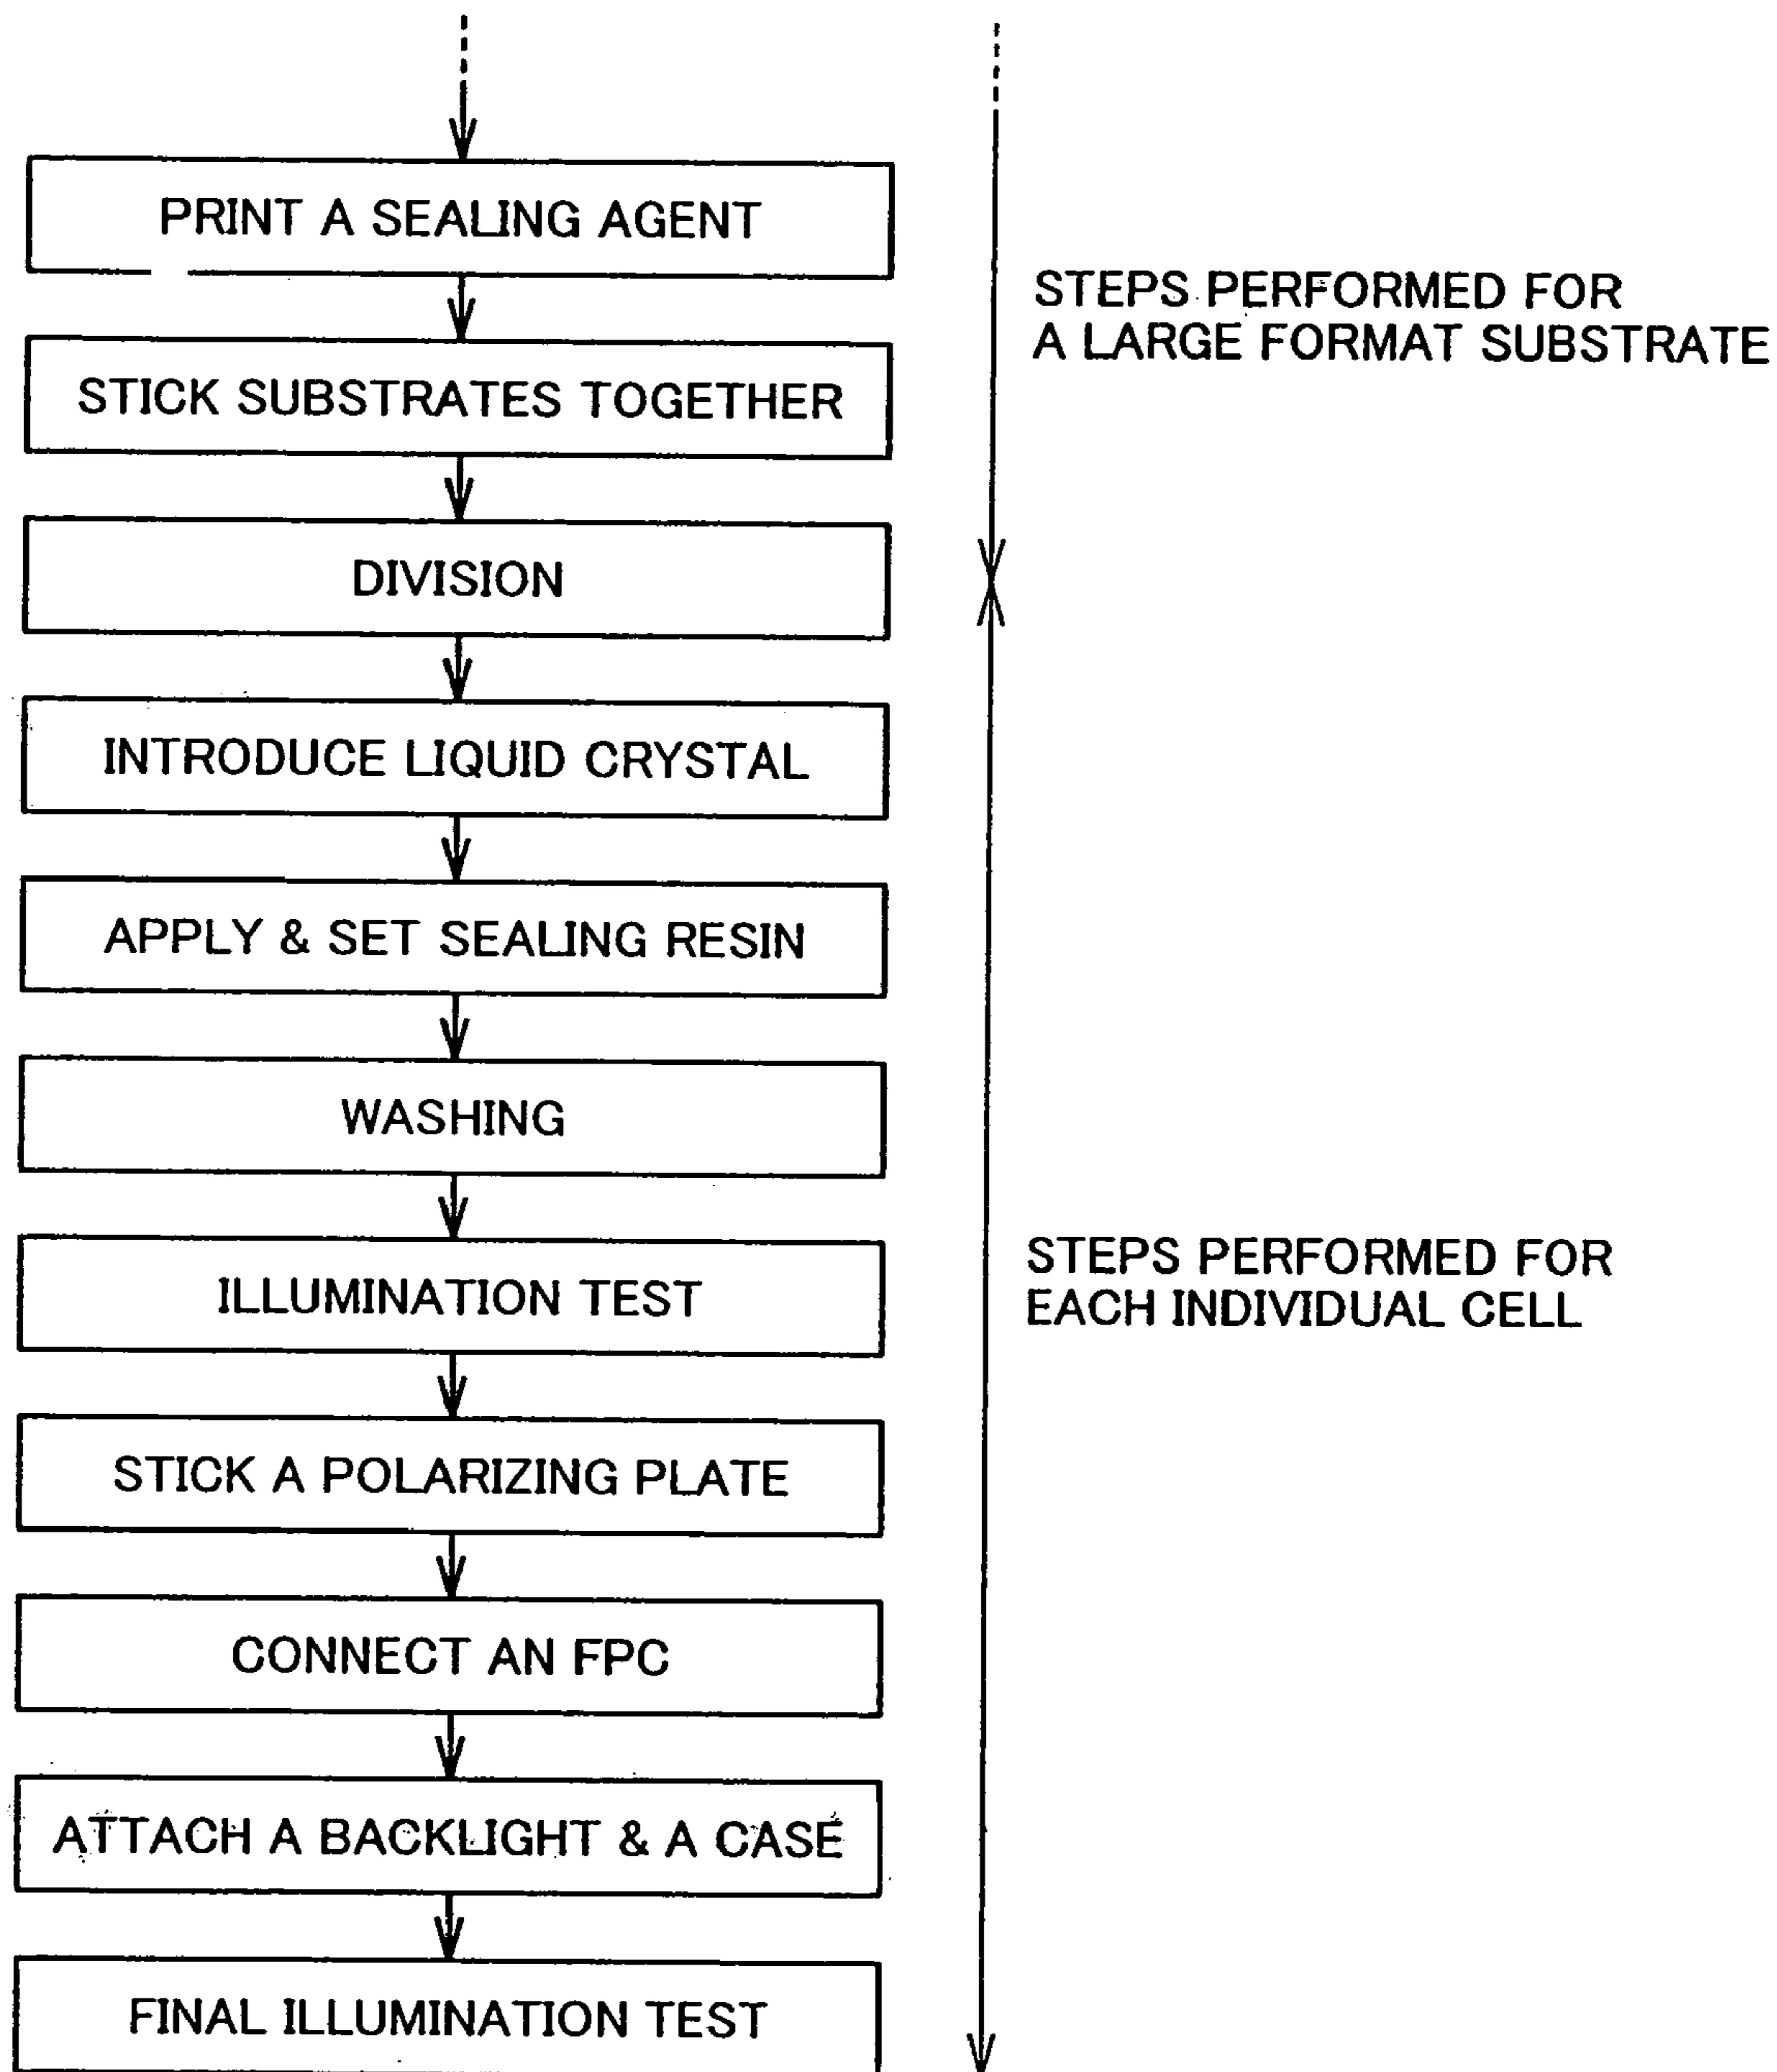 PRINT A SEALING AGENT
STEPS PERFORMED FOR
A LARGE FORMAT SUBSTRATE
STICK SUBSTRATES TOGETHER
DIVISION
INTRODUCE LIQUID CRYSTAL
APPLY & SET SEALING RESIN
WASHING
ILLUMINATION TEST
STEPS PERFORMED FOR
EACH INDIVIDUAL CELL
STICK A POLARIZING PLATE
CONNECT AN FPC
ATTACH A BACKLIGHT & A CASE
FINAL ILLUMINATION TEST